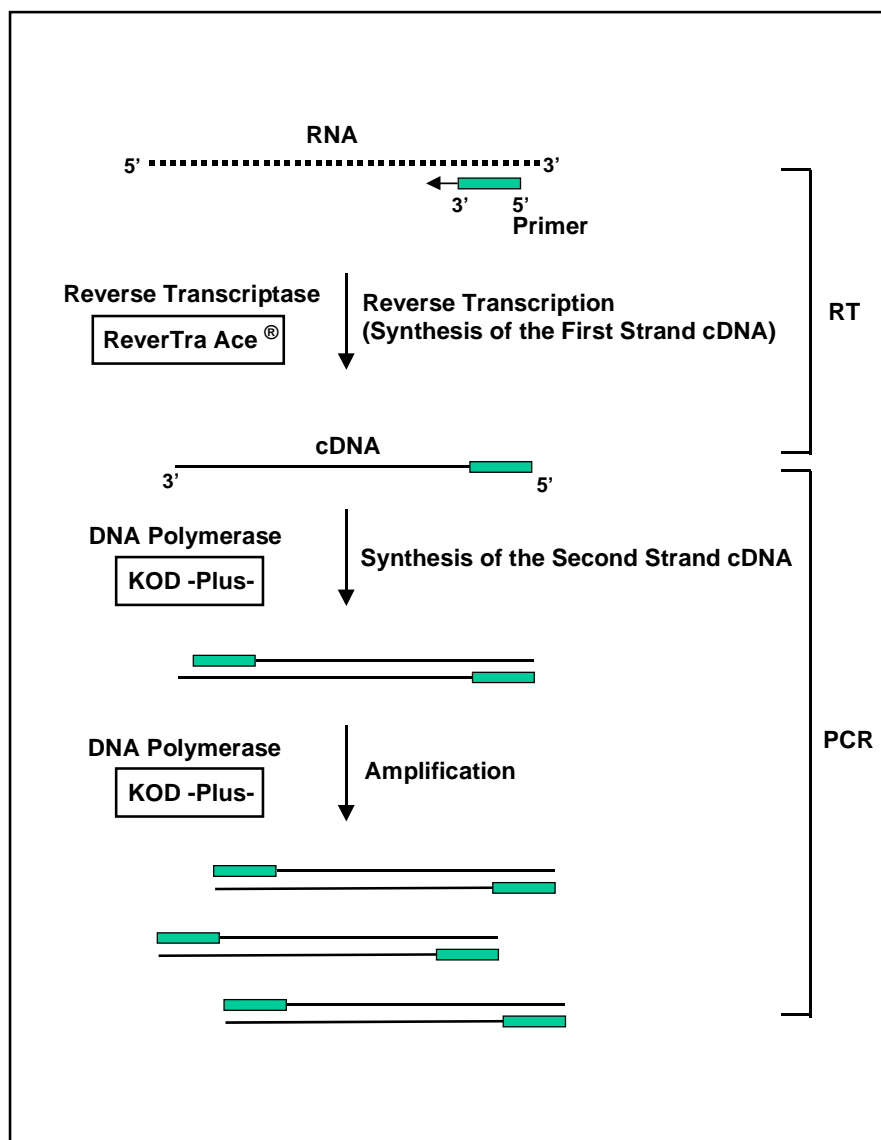 RNA
5’
3’
3’
5’
Primer
Reverse Transcriptase
ReverTra Ace ®
Reverse Transcription
(Synthesis of the First Strand cDNA)
RT
cDNA
3’
5’
DNA Polymerase
KOD -Plus-
Synthesis of the Second Strand cDNA
DNA Polymerase
KOD -Plus-
Amplification
PCR